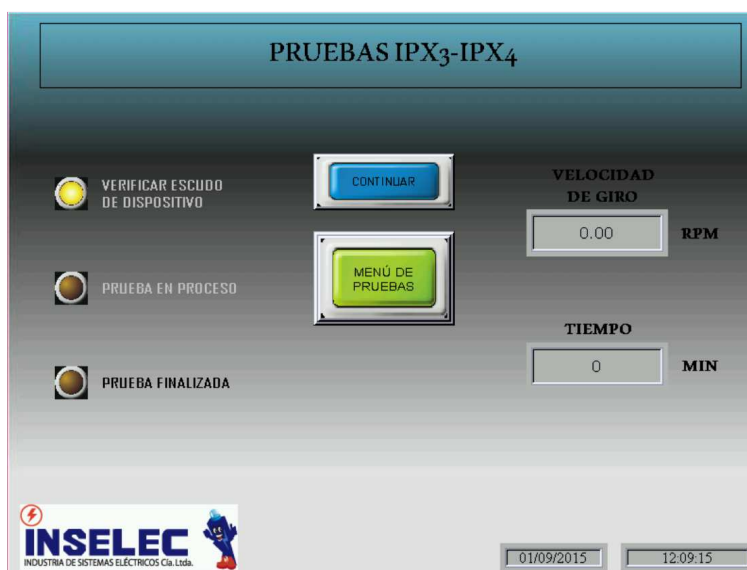 PRUEBAS IPX3-IPX4
VERIFICAR ESCUDO
DE DISPOSITIVO
CONTINUAR
VELOCIDAD
DE GIRO
0.00
RPM
PRUEBA EN PROCESO
MENÚ DE
PRUEBAS
TIEMPO
0
MIN
PRUEBA FINALIZADA
INSELEC
INDUSTRIA DE SISTEMAS ELÉCTRICOS Cía. Ltda.
01/09/2015
12:09:15